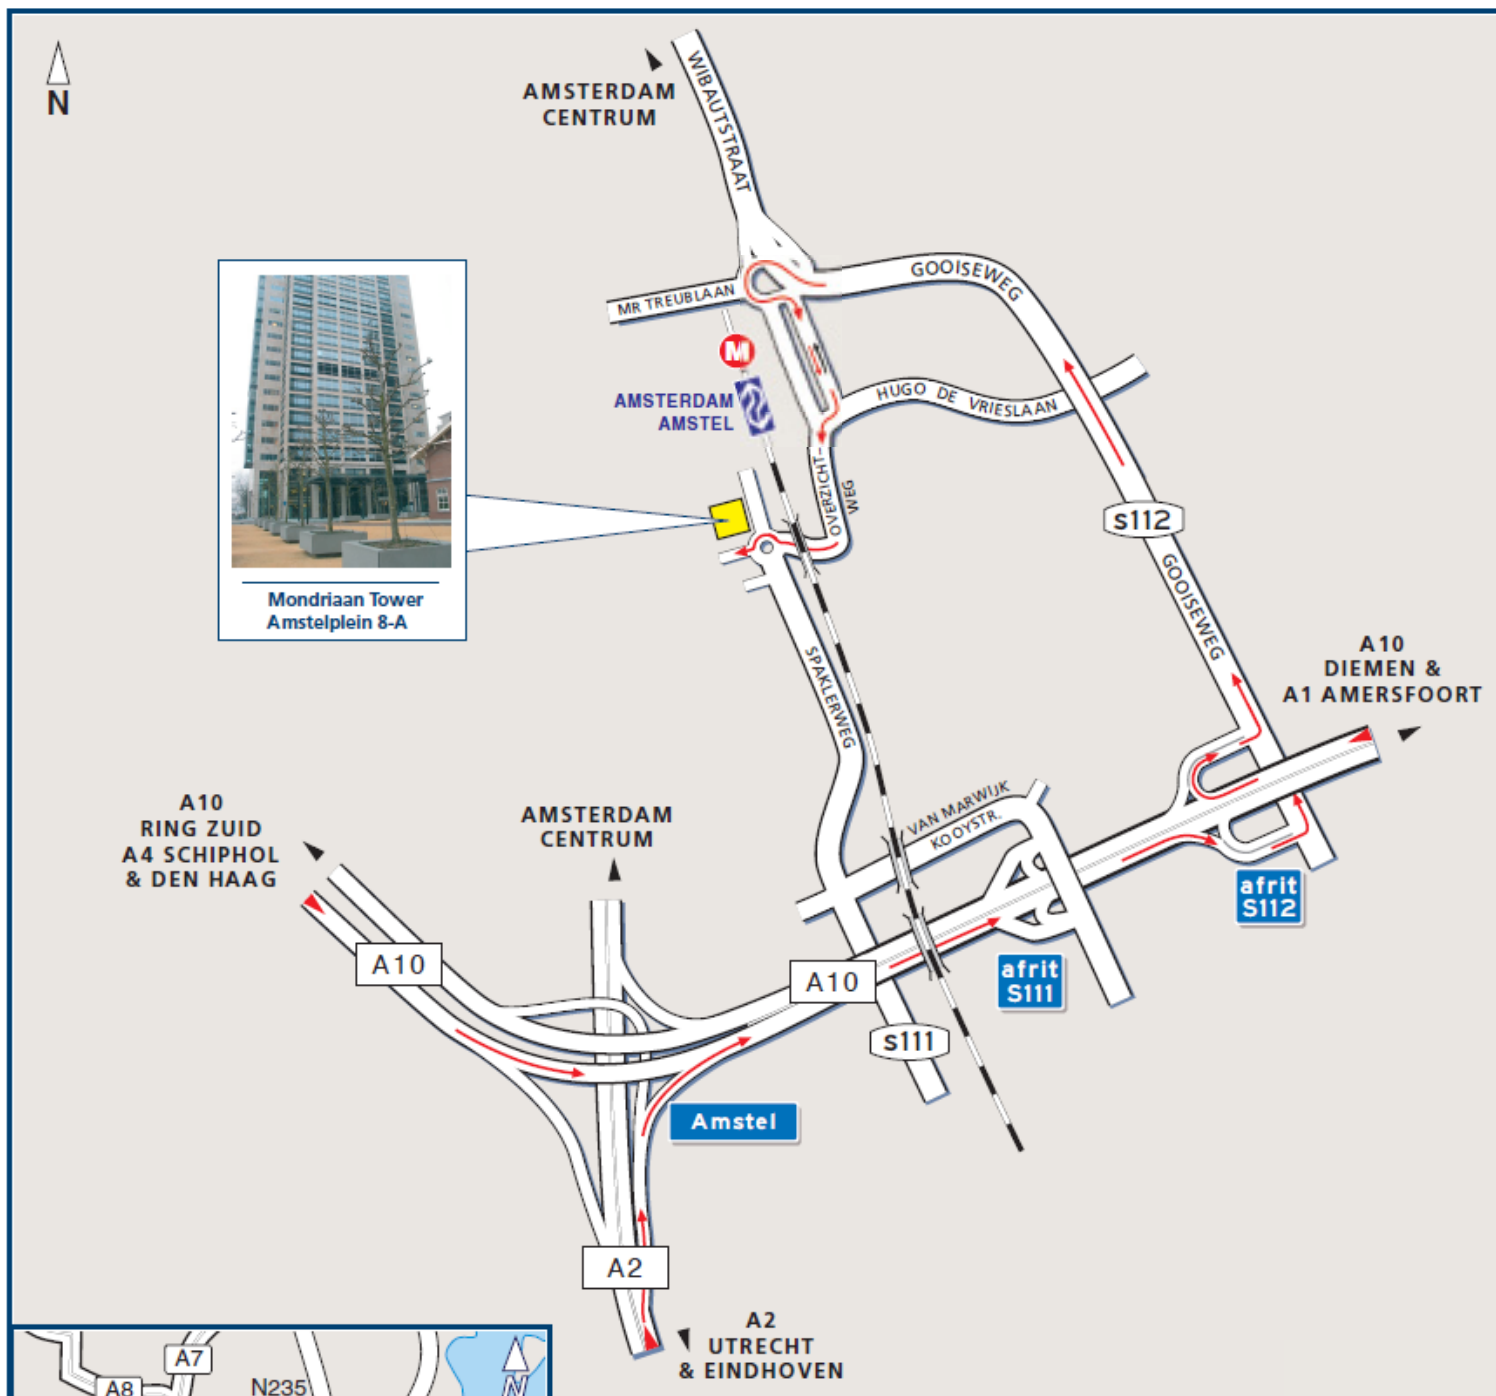 N
AMSTERDAM
CENTRUM
WIBAUTSTRAAT
GOOISEWEG
MR TREUBLAAN
M
AMSTERDAM
AMSTEL
HUGO DE VRIESLAAN
OVERZICHT-
WEG
s112
GOOISEWEG
Mondriaan Tower
Amstelplein 8-A
SPAKLERWEG
A10
DIEMEN &
A1 AMERSFOORT
A10
RING ZUID
A4 SCHIPHOL
& DEN HAAG
AMSTERDAM
CENTRUM
VAN MARWIJK
KOOYSTR.
afrit
S112
A10
A10
afrit
S111
s111
Amstel
A2
A2
UTRECHT
& EINDHOVEN
A7
A8
N235
N